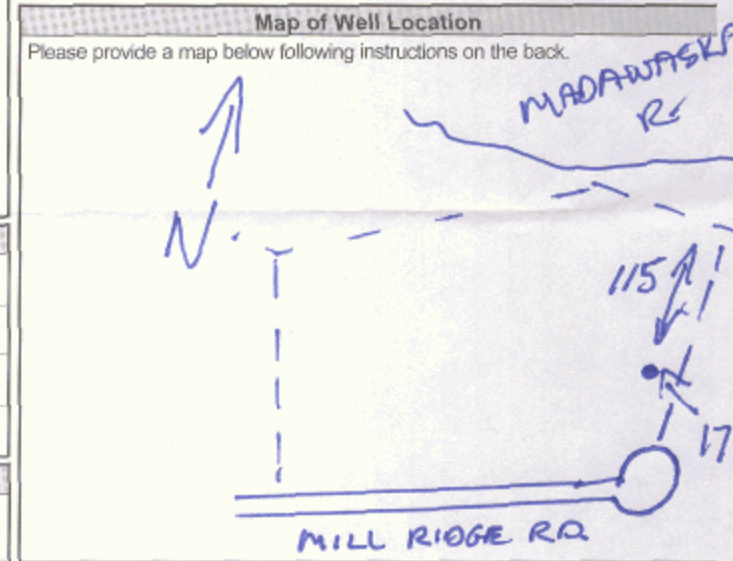 Map of Well Location
Please provide a map below following instructions on the back.
MADAWASKA
R.
N
115
17
MILL RIDGE RD.